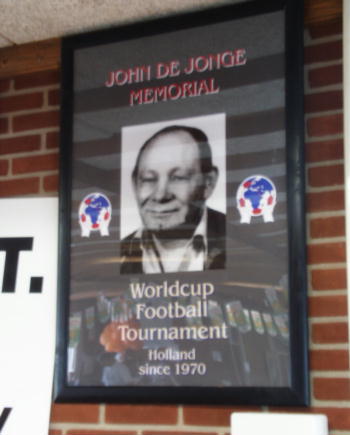 JOHN DE JONGE
MEMORIAL
T.
Worldcup
Football
Tournament
Holland
since 1970